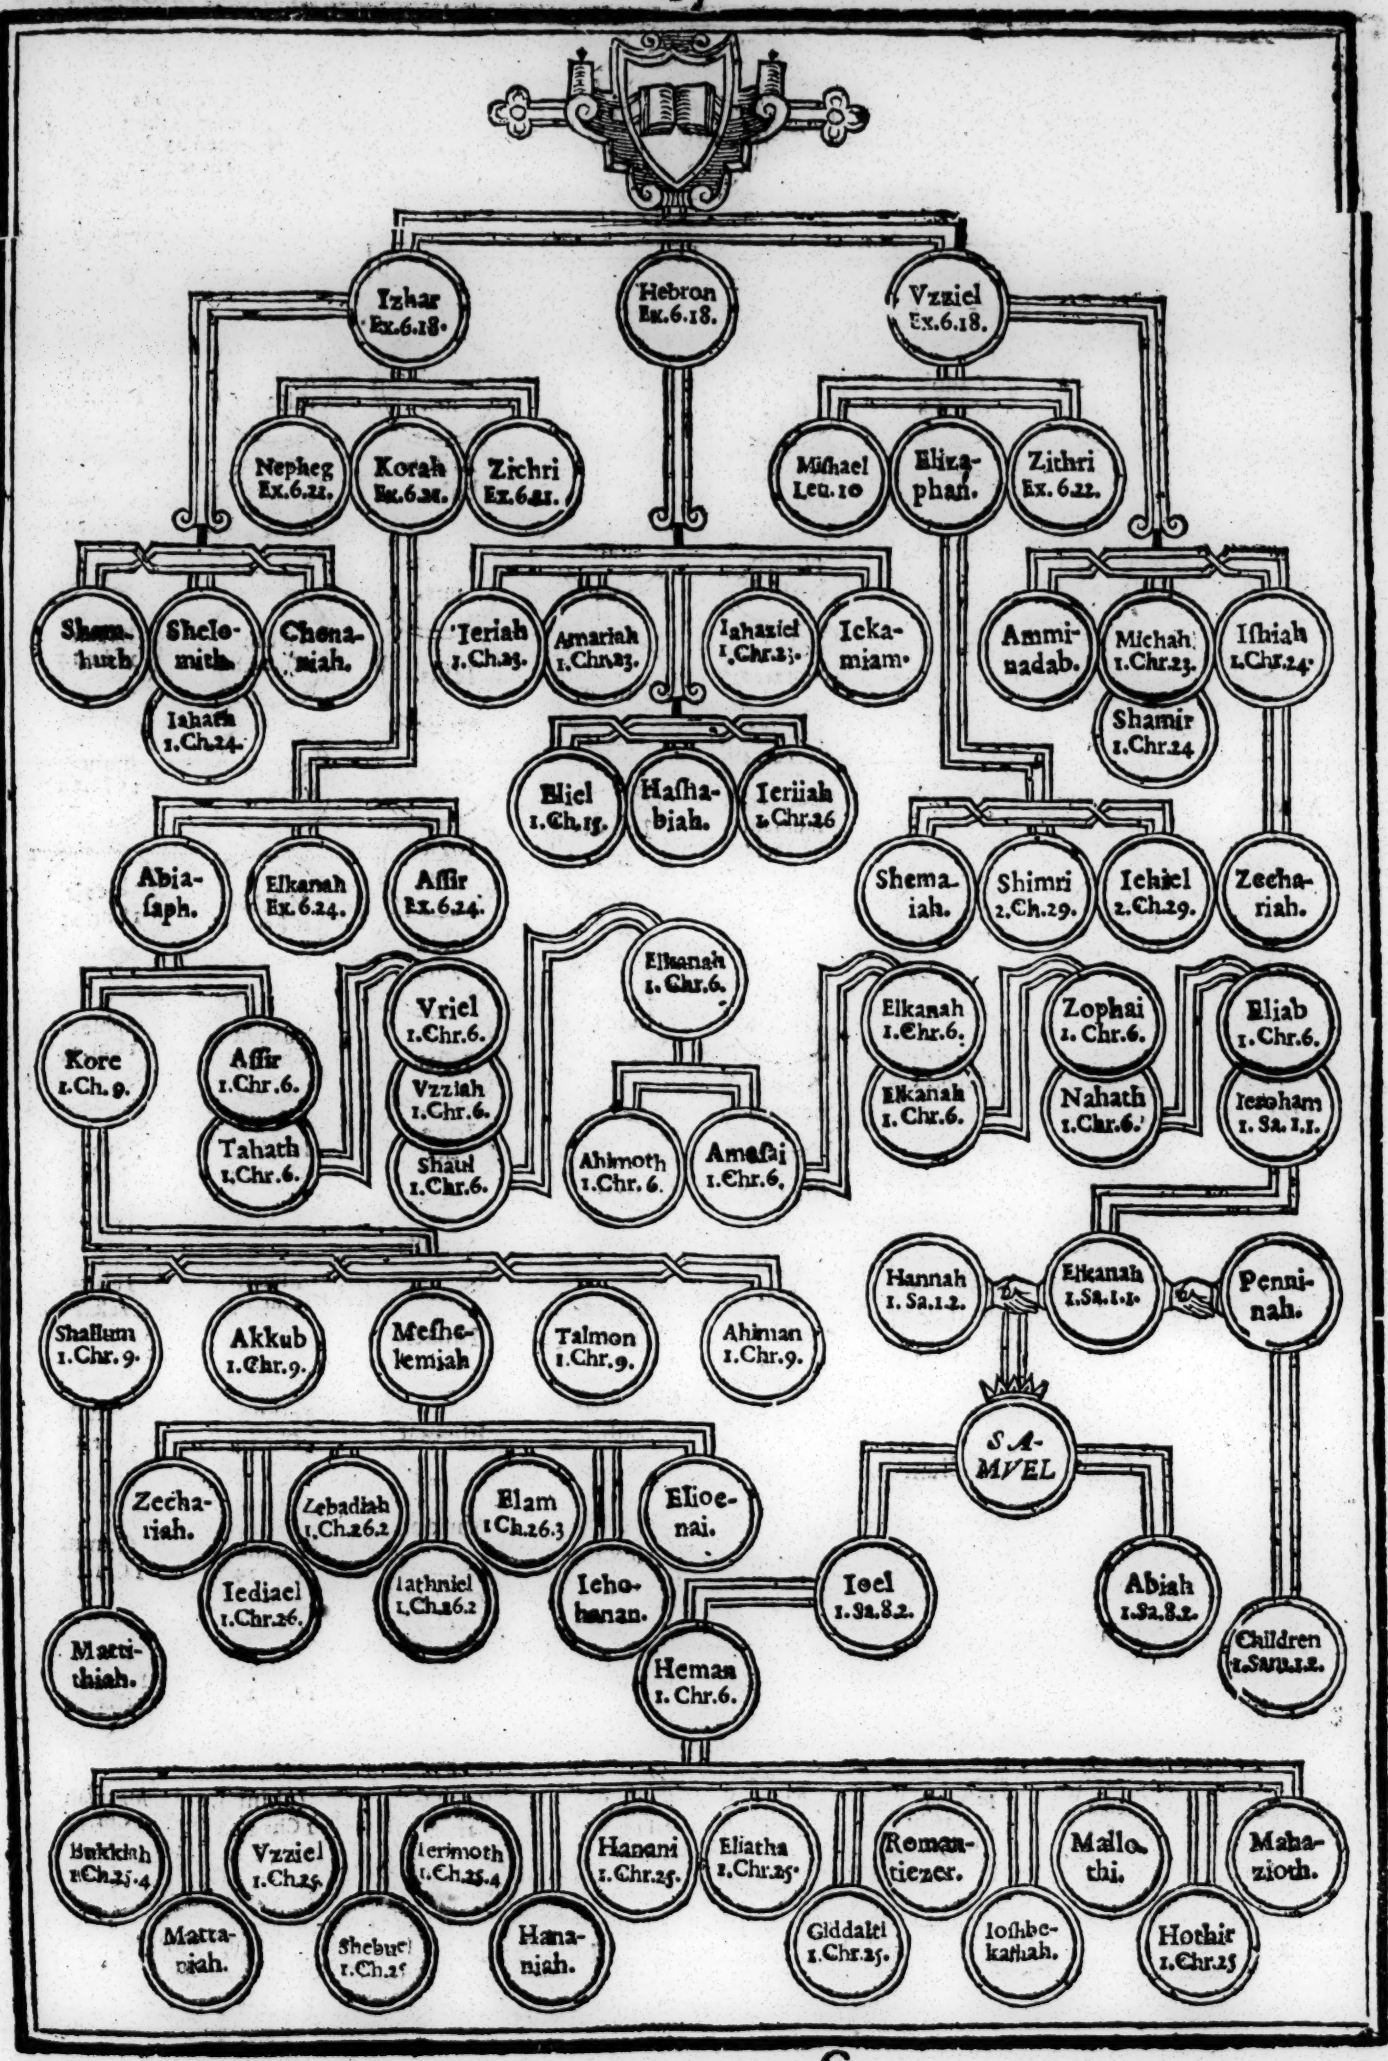 Izhar
Ex.6.18.
Hebron
Ex.6.18.
Vzziel
Ex.6.18.
Nepheg
Ex.6.21.
Korah
Ex.6.21.
Zichri
Ex.6.21.
Miſhael
Leu.10
Eliza-
phan.
Zithri
Ex.6.22.
Sham-
huth
Shelo-
mith.
Chena-
niah.
Iahath
1.Ch.24.
Ieriah
1.Ch.23.
Amariah
1.Chr.23.
Iahaziel
1.Chr.23.
Icka-
miam.
Ammi-
nadab.
Michah
1.Chr.23.
Iſhiah
1.Chr.24.
Shamir
1.Chr.24
Eliel
1.Ch.15.
Haſha-
biah.
Ieriiah
1.Chr.26
Abia-
ſaph.
Elkanah
Ex.6.24.
Aſſir
Ex.6.24.
Shema-
iah.
Shimri
2.Ch.29.
Iehiel
2.Ch.29.
Zecha-
riah.
Kore
1.Ch.9.
Aſſir
1.Chr.6.
Tahath
1.Chr.6.
Vriel
1.Chr.6.
Vzziah
1.Chr.6.
Shaul
1.Chr.6.
Elkanah
1.Chr.6.
Ahimoth
1.Chr.6.
Amaſai
1.Chr.6.
Elkanah
1.Chr.6.
Elkanah
1.Chr.6.
Zophai
1.Chr.6.
Nahath
1.Chr.6.
Eliab
1.Chr.6.
Ieroham
1.Sa.1.1.
Shallum
1.Chr.9.
Akkub
1.Chr.9.
Meſhe-
lemiah
Talmon
1.Chr.9.
Ahiman
1.Chr.9.
Hannah
1.Sa.1.2.
Elkanah
1.Sa.1.1.
Penni-
nah.
SA-
MVEL
Zecha-
riah.
Iediael
1.Chr.26.
Zebadiah
1.Ch.26.2
Iathniel
1.Ch.26.2
Elam
1Ch.26.3
Ieho-
hanan.
Elioe-
nai.
Matti-
thiah.
Ioel
1.Sa.8.2.
Abiah
1.Sa.8.2.
Children
1.Sam.1.2.
Heman
1.Chr.6.
Bukkiah
1.Ch.25.4
Matta-
niah.
Vzziel
1.Ch.25.
Shebuel
1.Ch.25
Ierimoth
1.Ch.25.4
Hana-
niah.
Hanani
1.Chr.25.
Eliatha
1.Chr.25.
Giddalti
1.Chr.25.
Roman-
tiezer.
Ioſhbe-
kaſhah.
Mallo-
thi.
Hothir
1.Chr.25
Maha-
zioth.